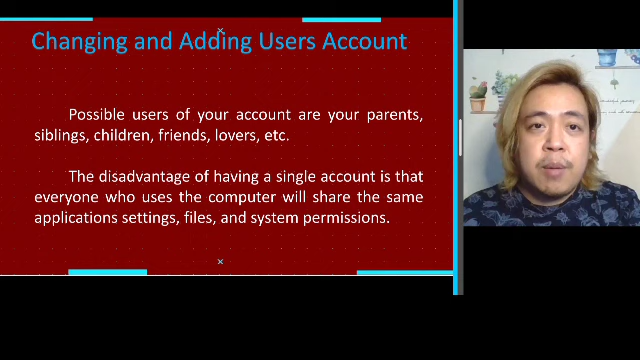 Changing and Adding Users Account
Possible users of your account are your parents,
siblings, children, friends, lovers, etc.
The disadvantage of having a single account is that
everyone who uses the computer will share the same
applications settings, files, and system permissions.